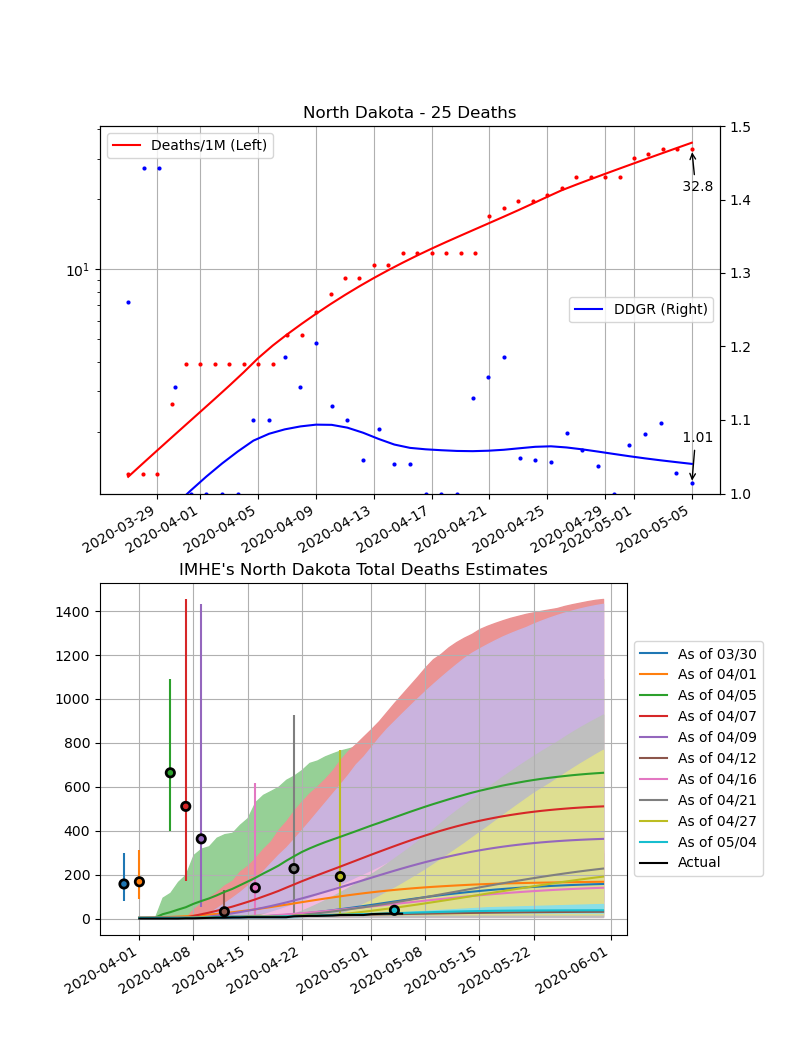 North Dakota - 25 Deaths
Deaths/1M (Left)
DDGR (Right)
10^1
1.5
1.4
1.3
1.2
1.1
1.0
32.8
1.01
2020-03-29
2020-04-01
2020-04-05
2020-04-09
2020-04-13
2020-04-17
2020-04-21
2020-04-25
2020-04-29
2020-05-01
2020-05-05
IMHE's North Dakota Total Deaths Estimates
1400
1200
1000
800
600
400
200
0
2020-04-01
2020-04-08
2020-04-15
2020-04-22
2020-05-01
2020-05-08
2020-05-15
2020-05-22
2020-06-01
As of 03/30
As of 04/01
As of 04/05
As of 04/07
As of 04/09
As of 04/12
As of 04/16
As of 04/21
As of 04/27
As of 05/04
Actual